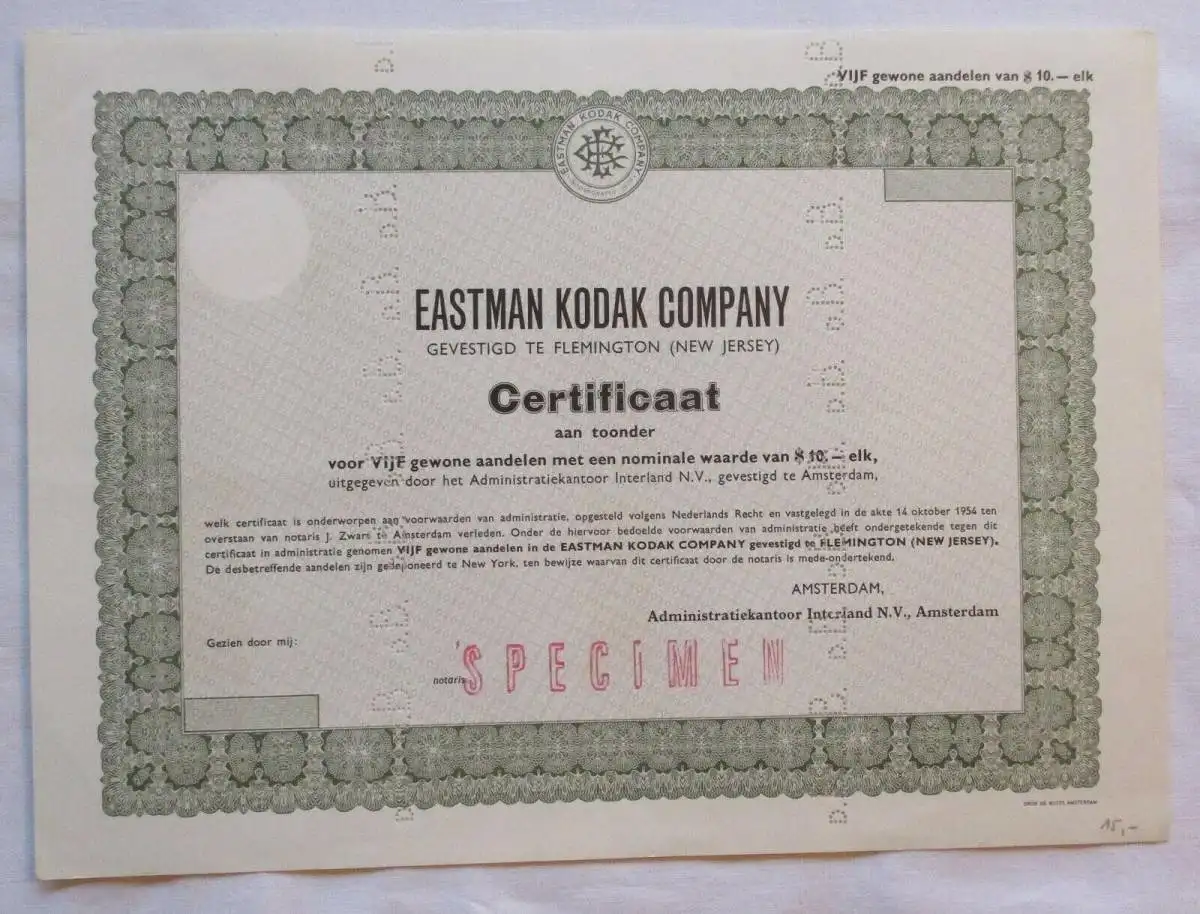 VIJF gewone aandelen van $ 10.— elk
EASTMAN KODAK COMPANY
EASTMAN KODAK COMPANY
GEVESTIGD TE FLEMINGTON (NEW JERSEY)
Certificaat
aan toonder
voor VijF gewone aandelen met een nominale waarde van $ 10.— elk,
uitgegeven door het Administratiekantoor Interland N.V., gevestigd te Amsterdam,
welk certificaat is onderworpen aan voorwaarden van administratie, opgesteld volgens Nederlands Recht en vastgelegd in de akte 14 oktober 1954 ten
overstaan van notaris J. Zwart te Amsterdam verleden. Onder de hiervoor bedoelde voorwaarden van administratie heeft ondergetekende tegen dit
certificaat in administratie genomen VIJF gewone aandelen in de EASTMAN KODAK COMPANY gevestigd te FLEMINGTON (NEW JERSEY).
De desbetreffende aandelen zijn gedeponeerd te New York, ten bewijze waarvan dit certificaat door de notaris is mede-ondertekend.
AMSTERDAM,
Administratiekantoor Interland N.V., Amsterdam
Gezien door mij:
notaris
SPECIMEN
15,-